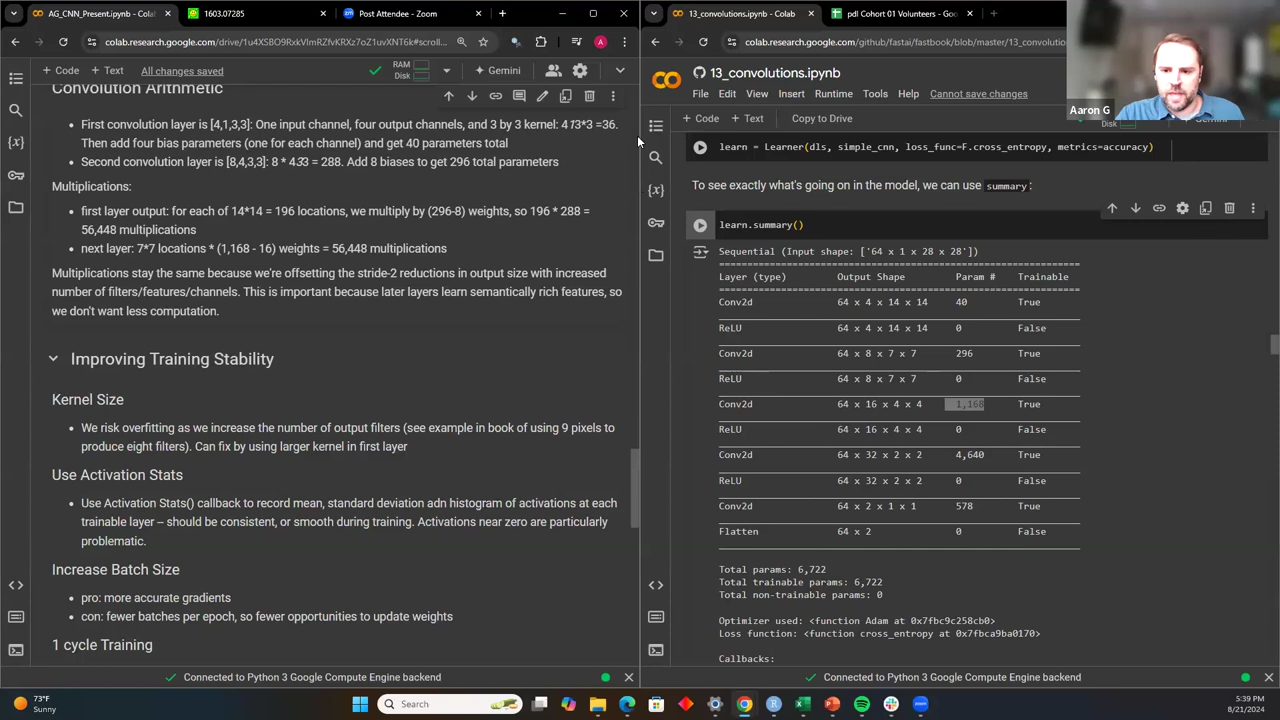 AG_CNN_Present.ipynb - Colab
1603.07285
Post Attendee - Zoom
colab.research.google.com/drive/1u4XSBO9RxkVlmRZfvKRXz7oZ1uvXNT6k#scroll...
A
+ Code + Text All changes saved
RAM
Disk
Gemini
Convolution Arithmetic
• First convolution layer is [4,1,3,3]: One input channel, four output channels, and 3 by 3 kernel: 413*3 =36.
Then add four bias parameters (one for each channel) and get 40 parameters total
• Second convolution layer is [8,4,3,3]: 8 * 433 = 288. Add 8 biases to get 296 total parameters
Multiplications:
• first layer output: for each of 14*14 = 196 locations, we multiply by (296-8) weights, so 196 * 288 =
56,448 multiplications
• next layer: 7*7 locations * (1,168 - 16) weights = 56,448 multiplications
Multiplications stay the same because we're offsetting the stride-2 reductions in output size with increased
number of filters/features/channels. This is important because later layers learn semantically rich features, so
we don't want less computation.
Improving Training Stability
Kernel Size
• We risk overfitting as we increase the number of output filters (see example in book of using 9 pixels to
produce eight filters). Can fix by using larger kernel in first layer
Use Activation Stats
• Use Activation Stats() callback to record mean, standard deviation adn histogram of activations at each
trainable layer – should be consistent, or smooth during training. Activations near zero are particularly
problematic.
Increase Batch Size
• pro: more accurate gradients
• con: fewer batches per epoch, so fewer opportunities to update weights
1 cycle Training
Connected to Python 3 Google Compute Engine backend
13_convolutions.ipynb - Colab
pdl Cohort 01 Volunteers - Goo
colab.research.google.com/github/fastai/fastbook/blob/master/13_convolution
Aaron G
13_convolutions.ipynb
File Edit View Insert Runtime Tools Help Cannot save changes
+ Code + Text Copy to Drive
Disk
learn = Learner(dls, simple_cnn, loss_func=F.cross_entropy, metrics=accuracy)
To see exactly what's going on in the model, we can use summary:
learn.summary()
Sequential (Input shape: ['64 x 1 x 28 x 28'])
============================================================
Layer (type) Output Shape Param # Trainable
============================================================
Conv2d 64 x 4 x 14 x 14 40 True
ReLU 64 x 4 x 14 x 14 0 False
Conv2d 64 x 8 x 7 x 7 296 True
ReLU 64 x 8 x 7 x 7 0 False
Conv2d 64 x 16 x 4 x 4 1,168 True
ReLU 64 x 16 x 4 x 4 0 False
Conv2d 64 x 32 x 2 x 2 4,640 True
ReLU 64 x 32 x 2 x 2 0 False
Conv2d 64 x 2 x 1 x 1 578 True
Flatten 64 x 2 0 False
Total params: 6,722
Total trainable params: 6,722
Total non-trainable params: 0
Optimizer used: <function Adam at 0x7fbc9c258cb0>
Loss function: <function cross_entropy at 0x7fbca9ba0170>
Callbacks:
Connected to Python 3 Google Compute Engine backend
73°F
Sunny
Search
5:39 PM
8/21/2024